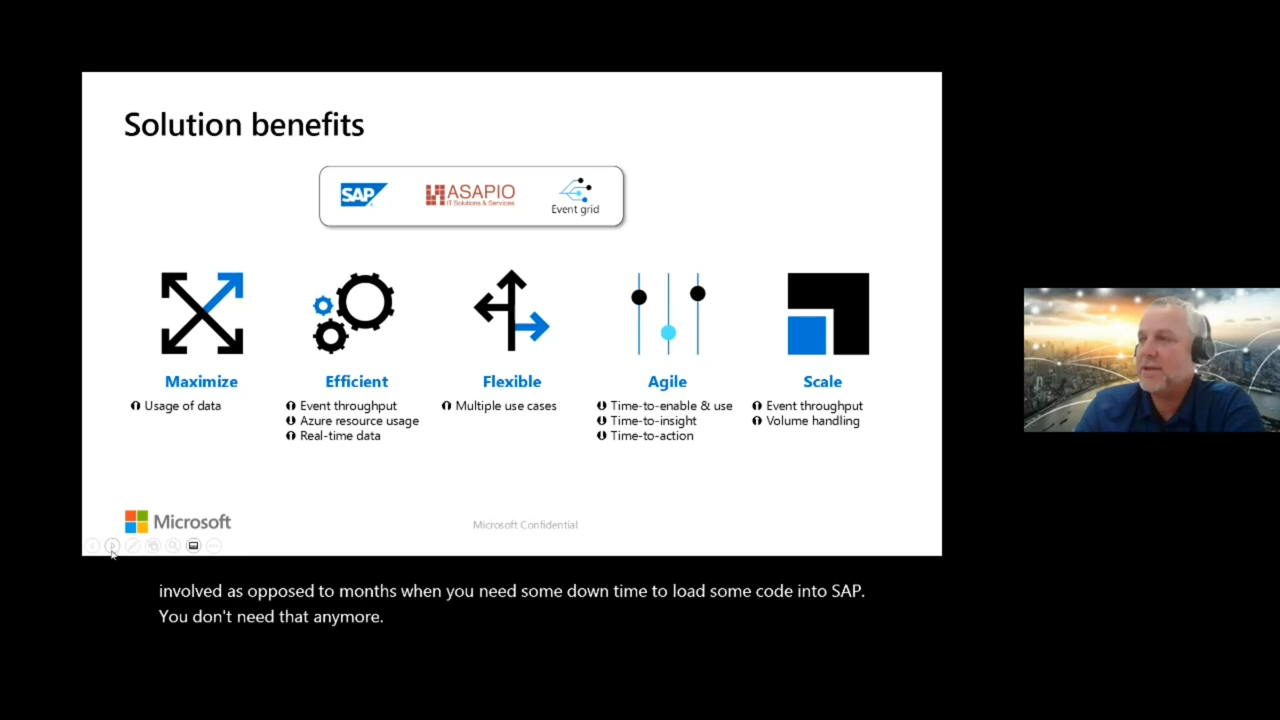 Solution benefits
SAP
ASAPIO
IT Solutions & Services
Event grid
Maximize
Efficient
Flexible
Agile
Scale
Usage of data
Event throughput
Azure resource usage
Real-time data
Multiple use cases
Time-to-enable & use
Time-to-insight
Time-to-action
Event throughput
Volume handling
Microsoft
Microsoft Confidential
involved as opposed to months when you need some down time to load some code into SAP.
You don't need that anymore.